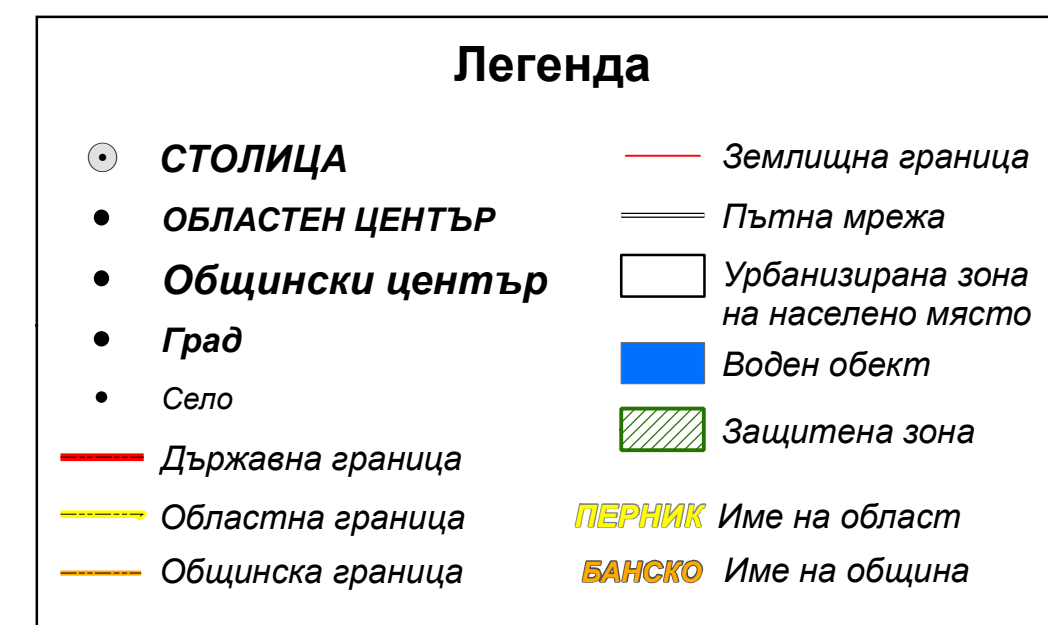 Легенда
СТОЛИЦА
ОБЛАСТЕН ЦЕНТЪР
Общински център
Град
Село
Държавна граница
Областна граница
Общинска граница
Землищна граница
Пътна мрежа
Урбанизирана зона
на населено място
Воден обект
Защитена зона
ПЕРНИК Име на област
БАНСКО Име на община